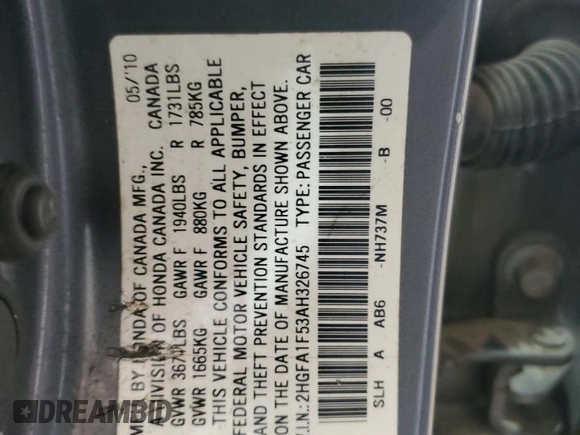 MFD BY HONDA OF CANADA MFG., 05/'10
A DIVISION OF HONDA CANADA INC. CANADA
GVWR LBS GAWR F 1940LBS R 1731LBS
GVWR 1665KG GAWR F 880KG R 785KG
THIS VEHICLE CONFORMS TO ALL APPLICABLE
FEDERAL MOTOR VEHICLE SAFETY, BUMPER,
AND THEFT PREVENTION STANDARDS IN EFFECT
ON THE DATE OF MANUFACTURE SHOWN ABOVE.
V.I.N.: 2HGFA1F53AH326745 TYPE: PASSENGER CAR
SLH A AB6 -NH737M -B -00
DREAMBID